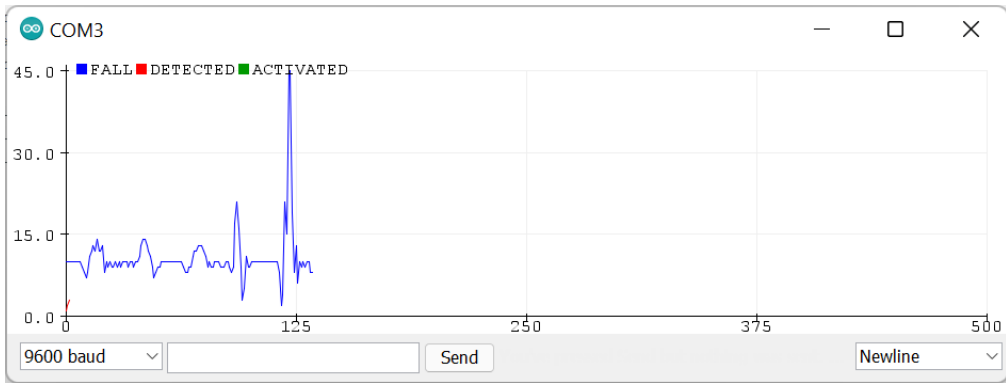 COM3
45.0 FALL DETECTED ACTIVATED
30.0
15.0
0.0
0 125 250 375 500
9600 baud Send Newline